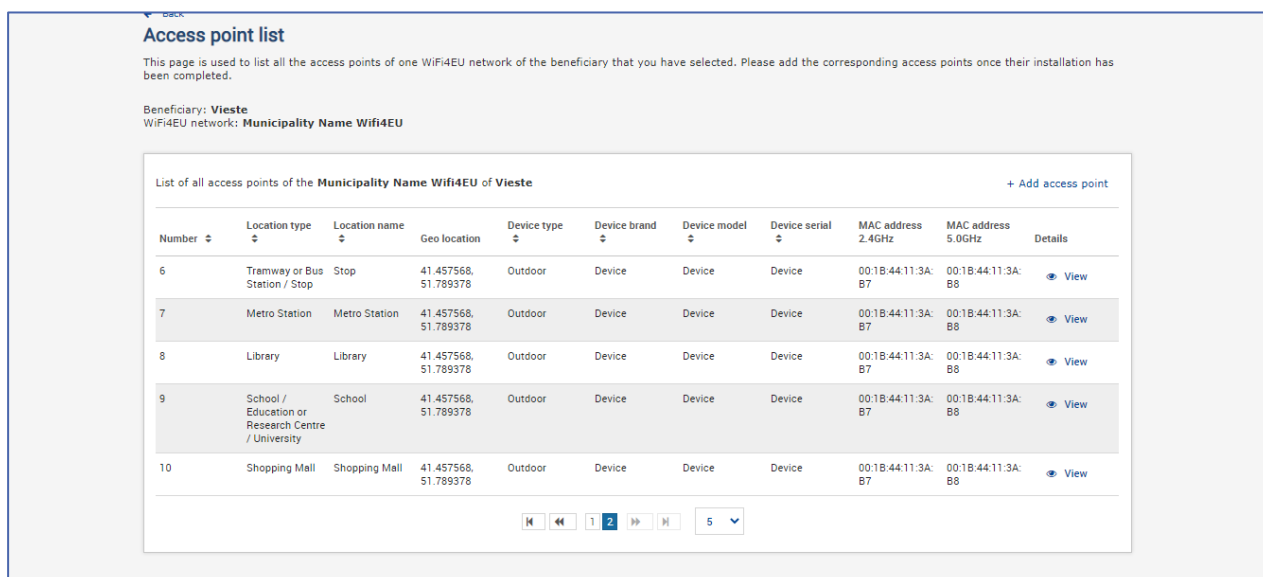 Back
Access point list
This page is used to list all the access points of one WiFi4EU network of the beneficiary that you have selected. Please add the corresponding access points once their installation has
been completed.
Beneficiary: Vieste
WiFi4EU network: Municipality Name Wifi4EU
List of all access points of the Municipality Name Wifi4EU of Vieste
+ Add access point
Number Location type Location name Geo location Device type Device brand Device model Device serial MAC address 2.4GHz MAC address 5.0GHz Details
6 Tramway or Bus Station / Stop Stop 41.457568, 51.789378 Outdoor Device Device Device 00:1B:44:11:3A:B7 00:1B:44:11:3A:B8 View
7 Metro Station Metro Station 41.457568, 51.789378 Outdoor Device Device Device 00:1B:44:11:3A:B7 00:1B:44:11:3A:B8 View
8 Library Library 41.457568, 51.789378 Outdoor Device Device Device 00:1B:44:11:3A:B7 00:1B:44:11:3A:B8 View
9 School / Education or Research Centre / University School 41.457568, 51.789378 Outdoor Device Device Device 00:1B:44:11:3A:B7 00:1B:44:11:3A:B8 View
10 Shopping Mall Shopping Mall 41.457568, 51.789378 Outdoor Device Device Device 00:1B:44:11:3A:B7 00:1B:44:11:3A:B8 View
1 2 5